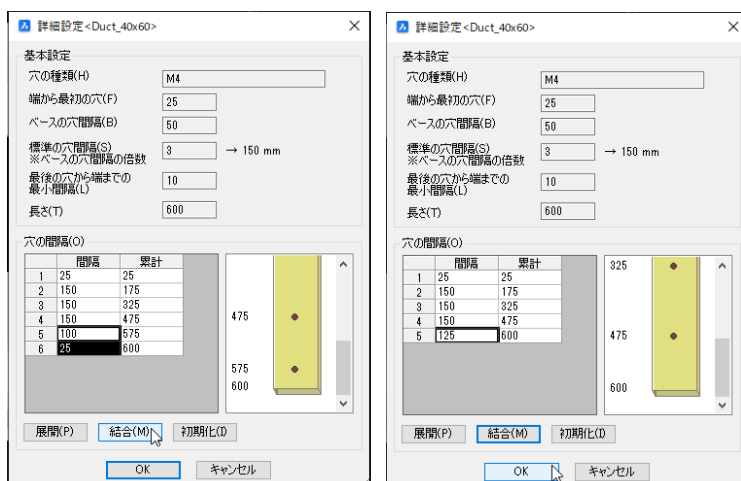 詳細設定<Duct_40x60>
基本設定
穴の種類(H) M4
端から最初の穴(F) 25
ベースの穴間隔(B) 50
標準の穴間隔(S) 3 → 150 mm
※ベースの穴間隔の倍数
最後の穴から端までの 10
最小間隔(L)
長さ(T) 600
穴の間隔(O)
間隔 累計
1 25 25
2 150 175
3 150 325
4 150 475
5 100 575
6 25 600
475
575
600
展開(P) 結合(M) 初期化(I)
OK キャンセル
詳細設定<Duct_40x60>
基本設定
穴の種類(H) M4
端から最初の穴(F) 25
ベースの穴間隔(B) 50
標準の穴間隔(S) 3 → 150 mm
※ベースの穴間隔の倍数
最後の穴から端までの 10
最小間隔(L)
長さ(T) 600
穴の間隔(O)
間隔 累計
1 25 25
2 150 175
3 150 325
4 150 475
5 125 600
325
475
600
展開(P) 結合(M) 初期化(I)
OK キャンセル